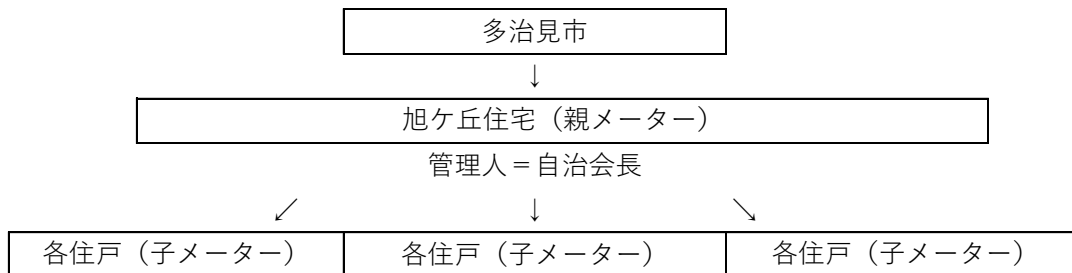 多治見市
↓
旭ケ丘住宅（親メーター）
管理人＝自治会長
↙ ↓ ↘
各住戸（子メーター） 各住戸（子メーター） 各住戸（子メーター）